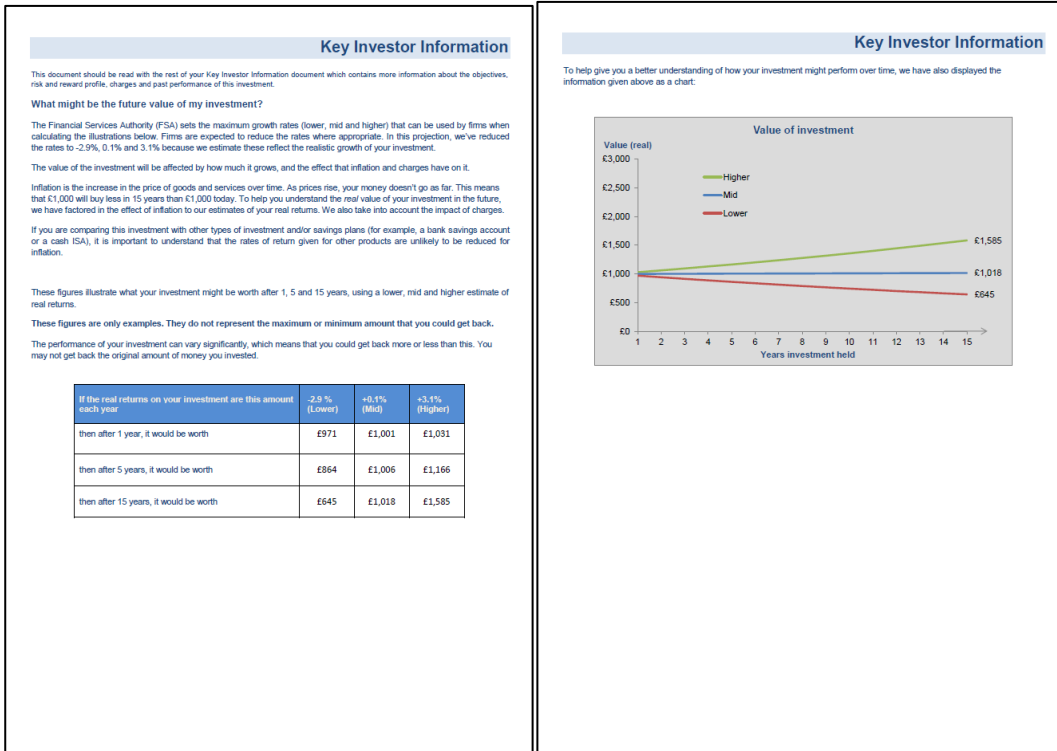 Key Investor Information
This document should be read with the rest of your Key Investor Information document which contains more information about the objectives,
risk and reward profile, charges and past performance of this investment.
What might be the future value of my investment?
The Financial Services Authority (FSA) sets the maximum growth rates (lower, mid and higher) that can be used by firms when
calculating the illustrations below. Firms are expected to reduce the rates where appropriate. In this projection, we've reduced
the rates to -2.9%, 0.1% and 3.1% because we estimate these reflect the realistic growth of your investment.
The value of the investment will be affected by how much it grows, and the effect that inflation and charges have on it.
Inflation is the increase in the price of goods and services over time. As prices rise, your money doesn't go as far. This means
that £1,000 will buy less in 15 years than £1,000 today. To help you understand the real value of your investment in the future,
we have factored in the effect of inflation to our estimates of your real returns. We also take into account the impact of charges.
If you are comparing this investment with other types of investment and/or savings plans (for example, a bank savings account
or a cash ISA), it is important to understand that the rates of return given for other products are unlikely to be reduced for
inflation.
These figures illustrate what your investment might be worth after 1, 5 and 15 years, using a lower, mid and higher estimate of
real returns.
These figures are only examples. They do not represent the maximum or minimum amount that you could get back.
The performance of your investment can vary significantly, which means that you could get back more or less than this. You
may not get back the original amount of money you invested.
If the real returns on your investment are this amount each year -2.9 % (Lower) +0.1% (Mid) +3.1% (Higher)
then after 1 year, it would be worth £971 £1,001 £1,031
then after 5 years, it would be worth £864 £1,006 £1,166
then after 15 years, it would be worth £645 £1,018 £1,585
Key Investor Information
To help give you a better understanding of how your investment might perform over time, we have also displayed the
information given above as a chart:
Value of investment
Value (real)
£3,000
Higher
£2,500
Mid
£2,000
Lower
£1,500
£1,585
£1,000
£1,018
£500
£645
£0
1 2 3 4 5 6 7 8 9 10 11 12 13 14 15
Years investment held